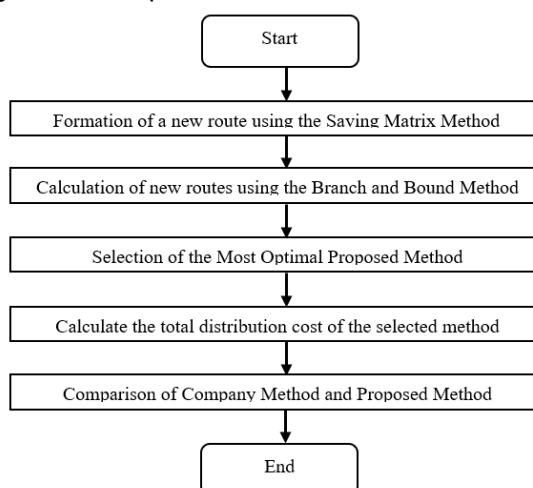 Start
Formation of a new route using the Saving Matrix Method
Calculation of new routes using the Branch and Bound Method
Selection of the Most Optimal Proposed Method
Calculate the total distribution cost of the selected method
Comparison of Company Method and Proposed Method
End